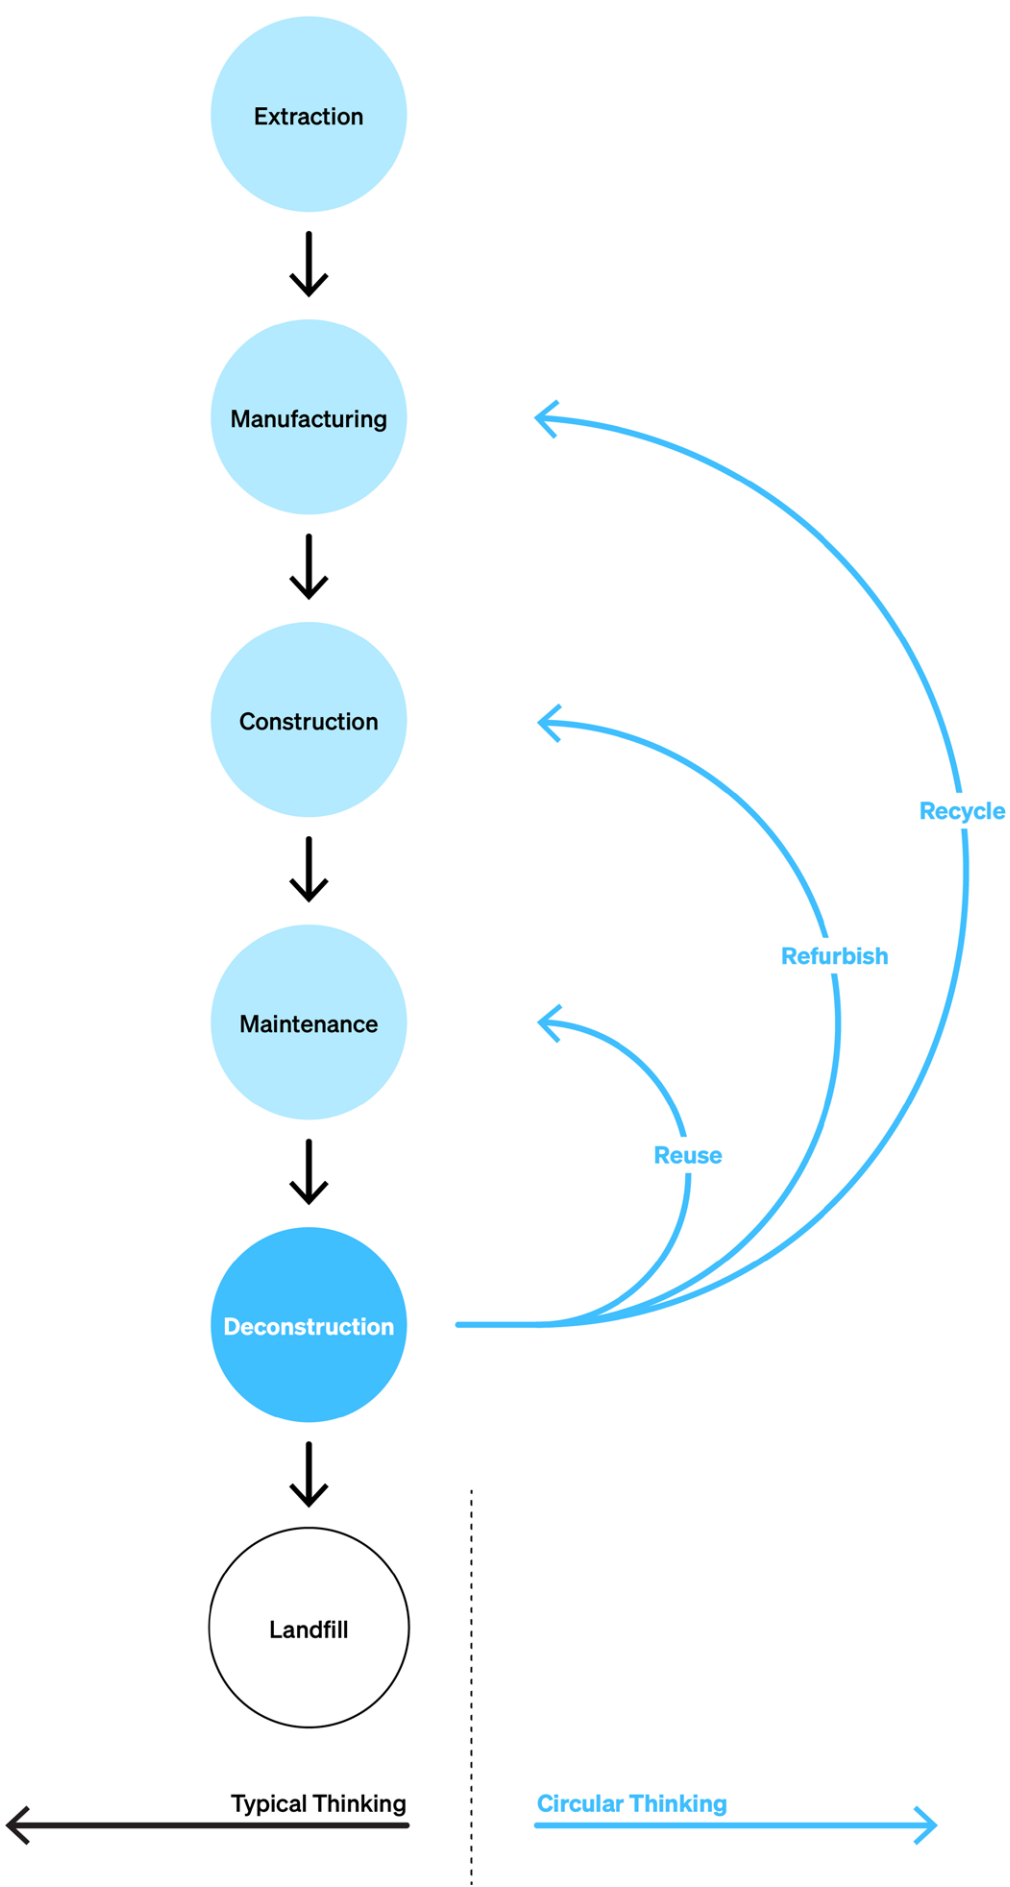 Extraction
Manufacturing
Construction
Recycle
Refurbish
Maintenance
Reuse
Deconstruction
Landfill
Typical Thinking
Circular Thinking